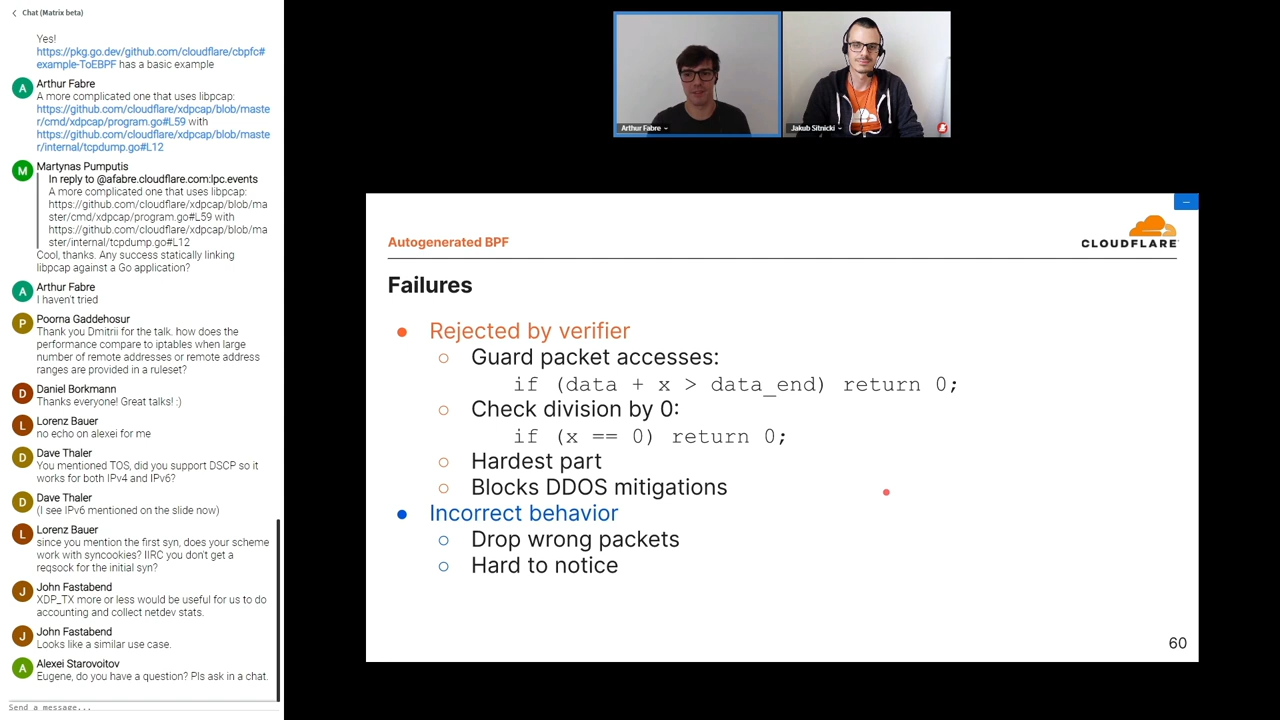 Chat (Matrix beta)
Yes!
https://pkg.go.dev/github.com/cloudflare/cbpfc#
example-ToEBPF has a basic example
A
Arthur Fabre
A more complicated one that uses libpcap:
https://github.com/cloudflare/xdpcap/blob/maste
r/cmd/xdpcap/program.go#L59 with
https://github.com/cloudflare/xdpcap/blob/maste
r/internal/tcpdump.go#L12
M
Martynas Pumputis
In reply to @afabre.cloudflare.com:lpc.events
A more complicated one that uses libpcap:
https://github.com/cloudflare/xdpcap/blob/ma
ster/cmd/xdpcap/program.go#L59 with
https://github.com/cloudflare/xdpcap/blob/ma
ster/internal/tcpdump.go#L12
Cool, thanks. Any success statically linking
libpcap against a Go application?
A
Arthur Fabre
I haven't tried
P
Poorna Gaddehosur
Thank you Dmitrii for the talk. how does the
performance compare to iptables when large
number of remote addresses or remote address
ranges are provided in a ruleset?
D
Daniel Borkmann
Thanks everyone! Great talks! :)
L
Lorenz Bauer
no echo on alexei for me
D
Dave Thaler
You mentioned TOS, did you support DSCP so it
works for both IPv4 and IPv6?
D
Dave Thaler
(I see IPv6 mentioned on the slide now)
L
Lorenz Bauer
since you mention the first syn, does your scheme
work with syncookies? IIRC you don't get a
reqsock for the initial syn?
J
John Fastabend
XDP_TX more or less would be useful for us to do
accounting and collect netdev stats.
J
John Fastabend
Looks like a similar use case.
A
Alexei Starovoitov
Eugene, do you have a question? Pls ask in a chat.
Send a message...
Arthur Fabre
Jakub Sitnicki
Autogenerated BPF
CLOUDFLARE
Failures
Rejected by verifier
Guard packet accesses:
if (data + x > data_end) return 0;
Check division by 0:
if (x == 0) return 0;
Hardest part
Blocks DDOS mitigations
Incorrect behavior
Drop wrong packets
Hard to notice
60